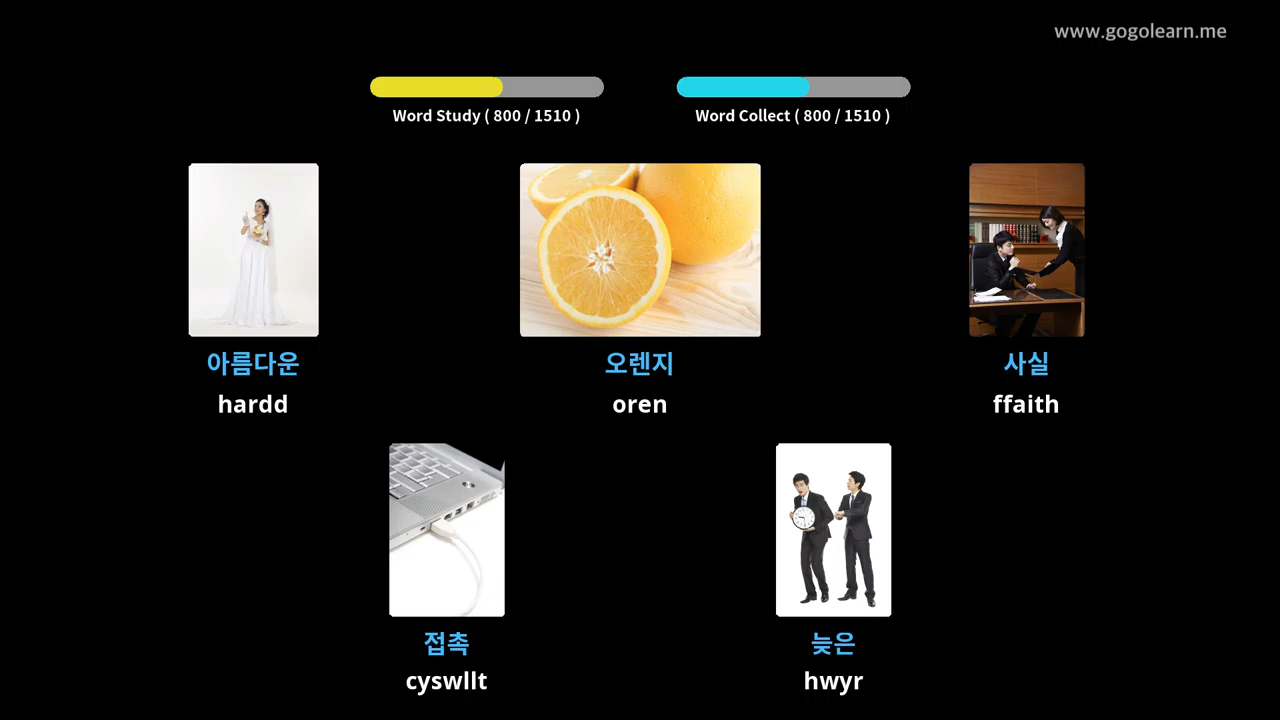 www.gogolearn.me
Word Study ( 800 / 1510 )
Word Collect ( 800 / 1510 )
아름다운
hardd
오렌지
oren
사실
ffaith
접촉
cyswllt
늦은
hwyr